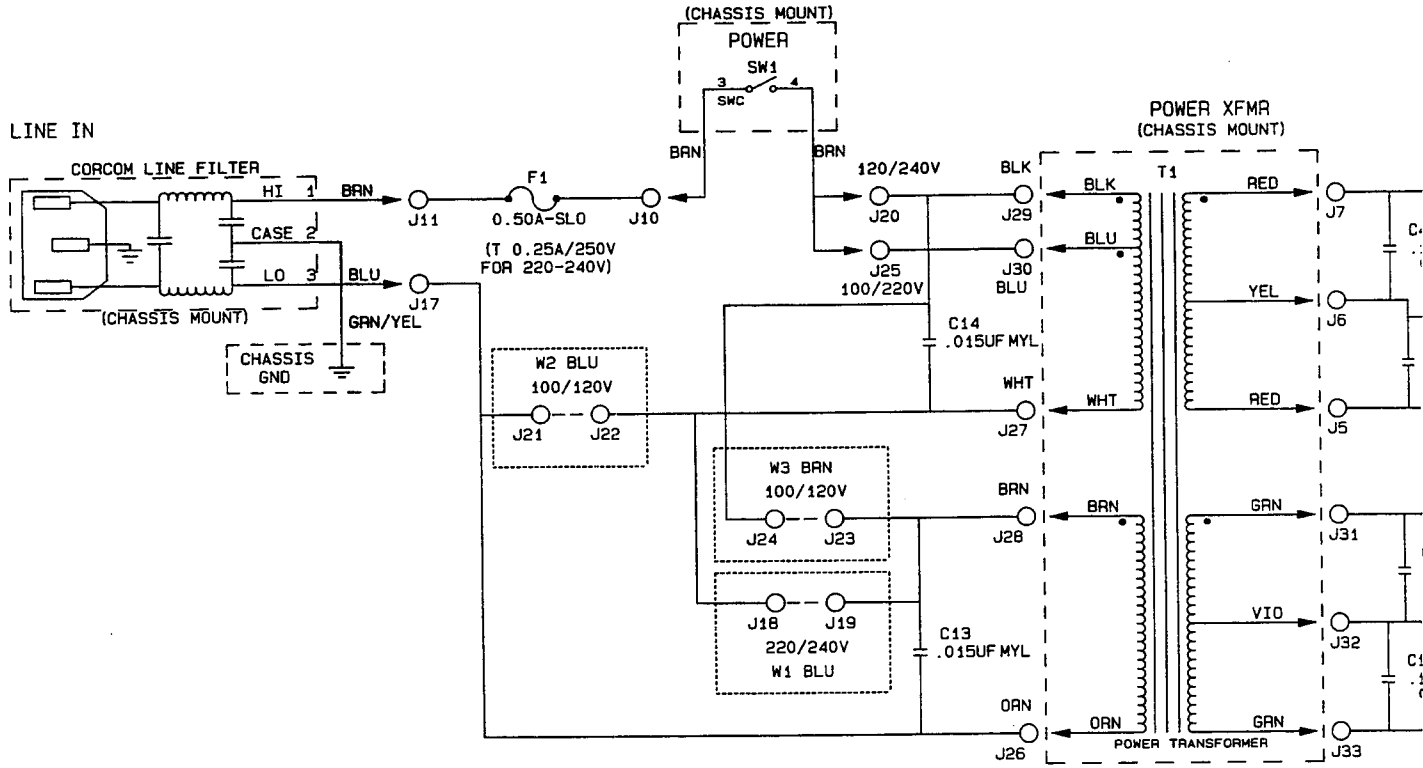 (CHASSIS MOUNT)
POWER
SW1
3
4
SWC
BRN
BRN
LINE IN
CORCOM LINE FILTER
HI 1
BRN
CASE 2
LO 3
BLU
(CHASSIS MOUNT)
GRN/YEL
CHASSIS
GND
J11
F1
0.50A-SLO
J10
(T 0.25A/250V
FOR 220-240V)
J17
120/240V
BLK
J20
J29
J25
J30
100/220V
BLU
C14
.015UF MYL
WHT
J27
W2 BLU
100/120V
J21
J22
W3 BRN
100/120V
J24
J23
BRN
J28
J18
J19
220/240V
W1 BLU
C13
.015UF MYL
ORN
J26
POWER XFMR
(CHASSIS MOUNT)
T1
BLK
RED
J7
BLU
YEL
J6
WHT
RED
J5
BRN
GRN
J31
VIO
J32
ORN
GRN
J33
POWER TRANSFORMER